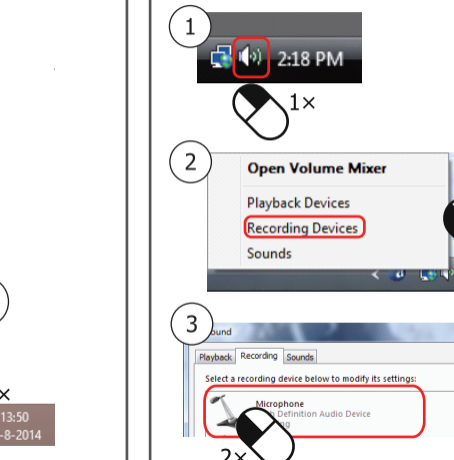 1
2:18 PM
1×
2
Open Volume Mixer
Playback Devices
Recording Devices
Sounds
3
Playback Recording Sounds
Select a recording device below to modify its settings:
Microphone
Definition Audio Device
2×
13:50
-8-2014